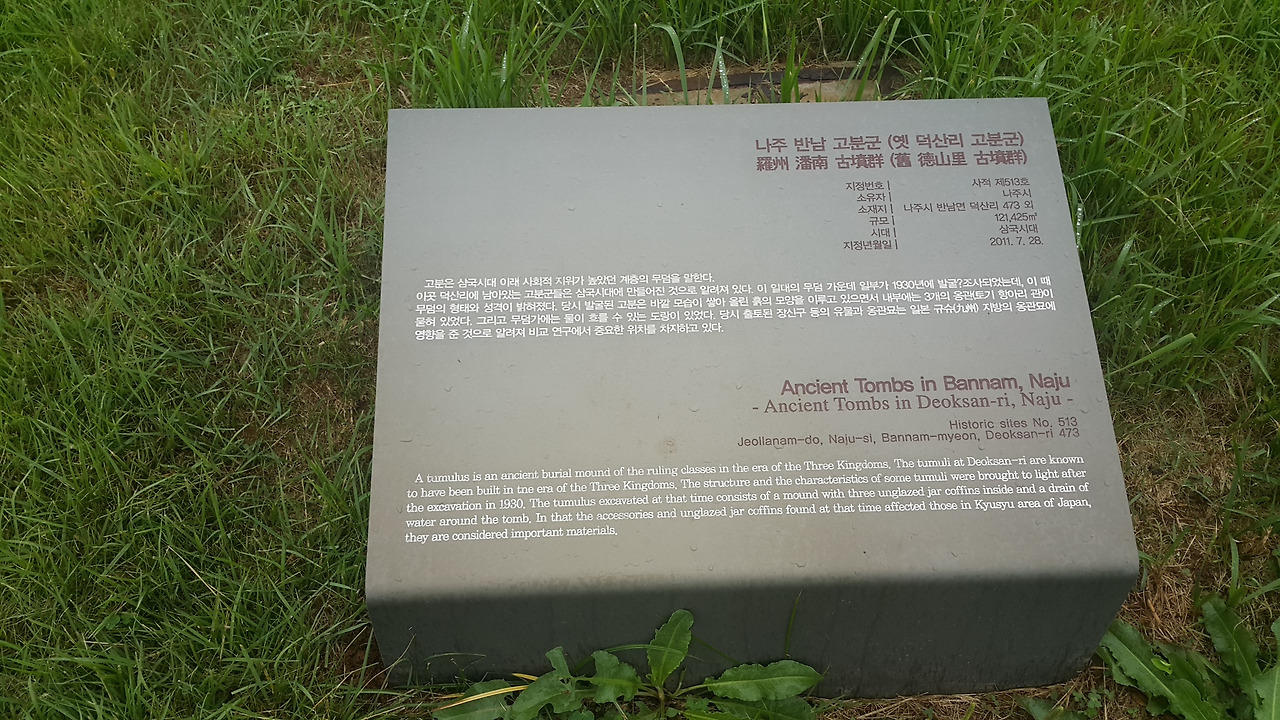 나주 반남 고분군 (옛 덕산리 고분군)
羅州 潘南 古墳群 (舊 德山里 古墳群)
지정번호 | 사적 제513호
소유자 | 나주시
소재지 | 나주시 반남면 덕산리 473 외
규모 | 121,425㎡
시대 | 삼국시대
지정년월일 | 2011. 7. 28.
고분은 삼국시대 이래 사회적 지위가 높았던 계층의 무덤을 말한다.
이곳 덕산리에 남아있는 고분군들은 삼국시대에 만들어진 것으로 알려져 있다. 이 일대의 무덤 가운데 일부가 1930년에 발굴?조사되었는데, 이 때
무덤의 형태와 성격이 밝혀졌다. 당시 발굴된 고분은 바깥 모습이 쌓아 올린 흙의 모양을 이루고 있으면서 내부에는 3개의 옹관(토기 항아리 관)이
묻혀 있었다. 그리고 무덤가에는 물이 흐를 수 있는 도랑이 있었다. 당시 출토된 장신구 등의 유물과 옹관묘는 일본 규슈(九州) 지방의 옹관묘에
영향을 준 것으로 알려져 비교 연구에서 중요한 위치를 차지하고 있다.
Ancient Tombs in Bannam, Naju
- Ancient Tombs in Deoksan-ri, Naju -
Historic sites No. 513
Jeollanam-do, Naju-si, Bannam-myeon, Deoksan-ri 473
A tumulus is an ancient burial mound of the ruling classes in the era of the Three Kingdoms. The tumuli at Deoksan-ri are known
to have been built in tne era of the Three Kingdoms. The structure and the characteristics of some tumuli were brought to light after
the excavation in 1930. The tumulus excavated at that time consists of a mound with three unglazed jar coffins inside and a drain of
water around the tomb. In that the accessories and unglazed jar coffins found at that time affected those in Kyusyu area of Japan,
they are considered important materials.